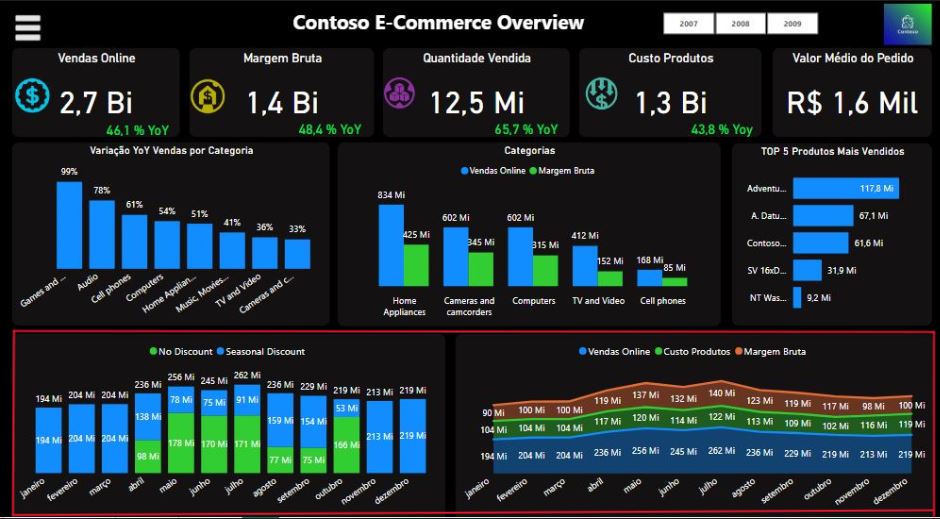 Contoso E-Commerce Overview
2007 2008 2009
Contoso
Vendas Online
2,7 Bi
46,1 % YoY
Margem Bruta
1,4 Bi
48,4 % YoY
Quantidade Vendida
12,5 Mi
65,7 % YoY
Custo Produtos
1,3 Bi
43,8 % Yoy
Valor Médio do Pedido
R$ 1,6 Mil
Variação YoY Vendas por Categoria
99% 78% 61% 54% 51% 41% 36% 33%
Games and ... Audio Cell phones Computers Home Applian... Music, Movies... TV and Video Cameras and c...
Categorias
Vendas Online Margem Bruta
834 Mi 425 Mi 602 Mi 345 Mi 602 Mi 315 Mi 412 Mi 152 Mi 168 Mi 85 Mi
Home Appliances Cameras and camcorders Computers TV and Video Cell phones
TOP 5 Produtos Mais Vendidos
Adventu... 117,8 Mi
A. Datu... 67,1 Mi
Contoso... 61,6 Mi
SV 16xD... 31,9 Mi
NT Was... 9,2 Mi
No Discount Seasonal Discount
194 Mi 204 Mi 204 Mi 236 Mi 256 Mi 245 Mi 262 Mi 236 Mi 229 Mi 219 Mi 213 Mi 219 Mi
194 Mi 204 Mi 204 Mi 138 Mi 78 Mi 75 Mi 91 Mi 159 Mi 154 Mi 53 Mi 213 Mi 219 Mi
98 Mi 178 Mi 170 Mi 171 Mi 77 Mi 75 Mi 166 Mi
janeiro fevereiro março abril maio junho julho agosto setembro outubro novembro dezembro
Vendas Online Custo Produtos Margem Bruta
90 Mi 100 Mi 100 Mi 119 Mi 137 Mi 132 Mi 140 Mi 123 Mi 119 Mi 117 Mi 98 Mi 100 Mi
104 Mi 104 Mi 104 Mi 117 Mi 120 Mi 114 Mi 122 Mi 113 Mi 109 Mi 102 Mi 116 Mi 119 Mi
194 Mi 204 Mi 204 Mi 236 Mi 256 Mi 245 Mi 262 Mi 236 Mi 229 Mi 219 Mi 213 Mi 219 Mi
janeiro fevereiro março abril maio junho julho agosto setembro outubro novembro dezembro